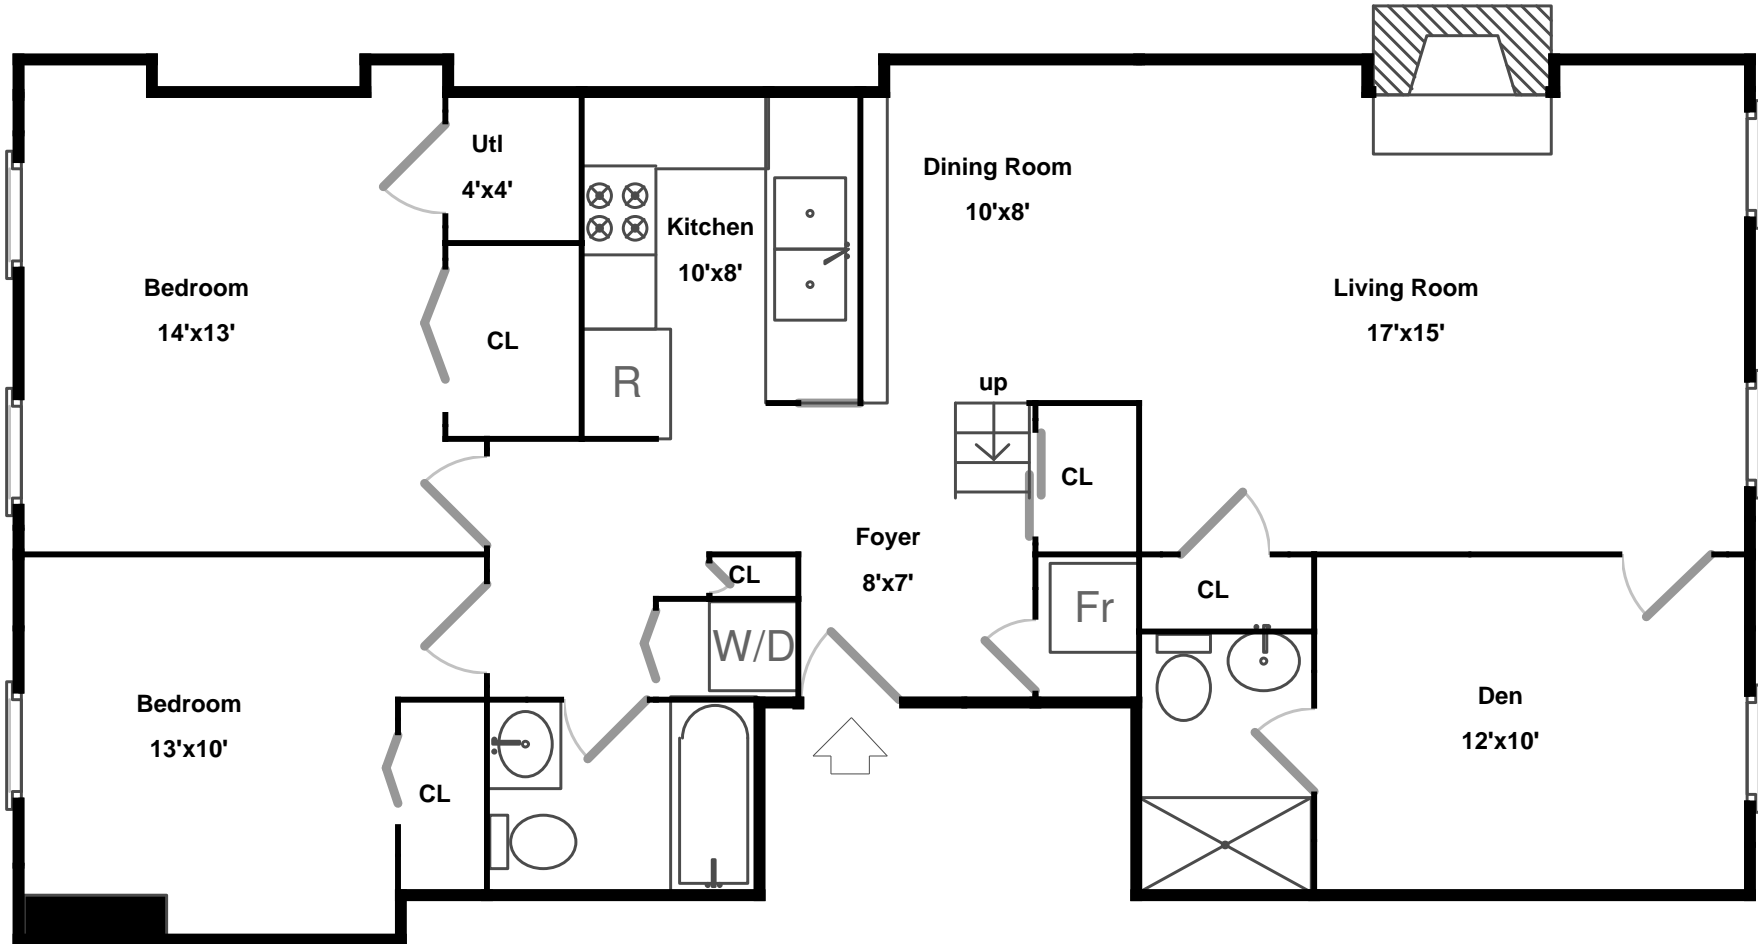 Utl
4'x4'
Dining Room
10'x8'
Kitchen
10'x8'
Bedroom
14'x13'
Living Room
17'x15'
CL
R
up
CL
Foyer
8'x7'
CL
CL
Fr
W/D
Bedroom
13'x10'
Den
12'x10'
CL